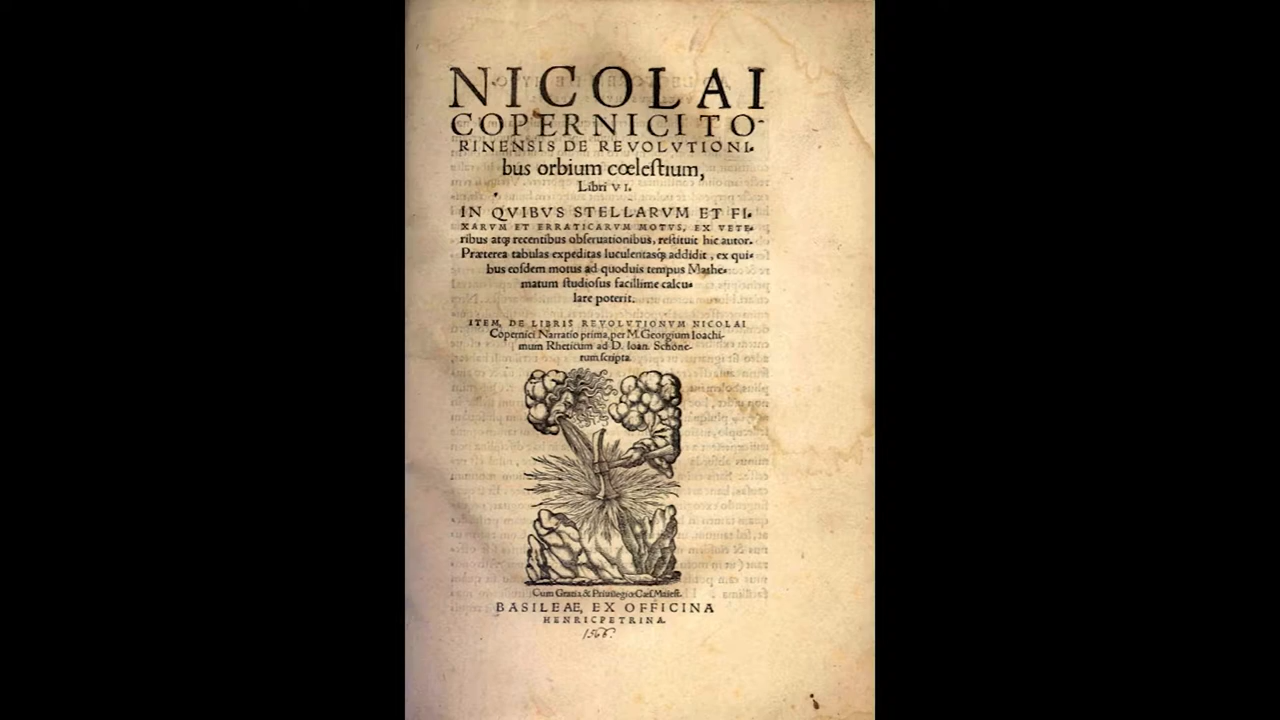 NICOLAI
COPERNICI TO-
RINENSIS DE REVOLVTIONI-
bus orbium cœlestium,
Libri VI.
IN QVIBVS STELLARVM ET FI-
XARVM ET ERRATICARVM MOTVS, EX VETE-
ribus atq; recentibus obseruationibus, restituit hic autor.
Præterea tabulas expeditas luculentasq; addidit, ex qui-
bus eosdem motus ad quoduis tempus Mathe-
matum studiosus facillime calcu-
lare poterit.
ITEM, DE LIBRIS REVOLVTIONVM NICOLAI
Copernici Narratio prima, per M. Georgium Ioachi-
mum Rheticum ad D. Ioan. Schone-
rum scripta.
Cum Gratia & Priuilegio Cæs. Maiest.
BASILEAE, EX OFFICINA
HENRICPETRINA.
1566.